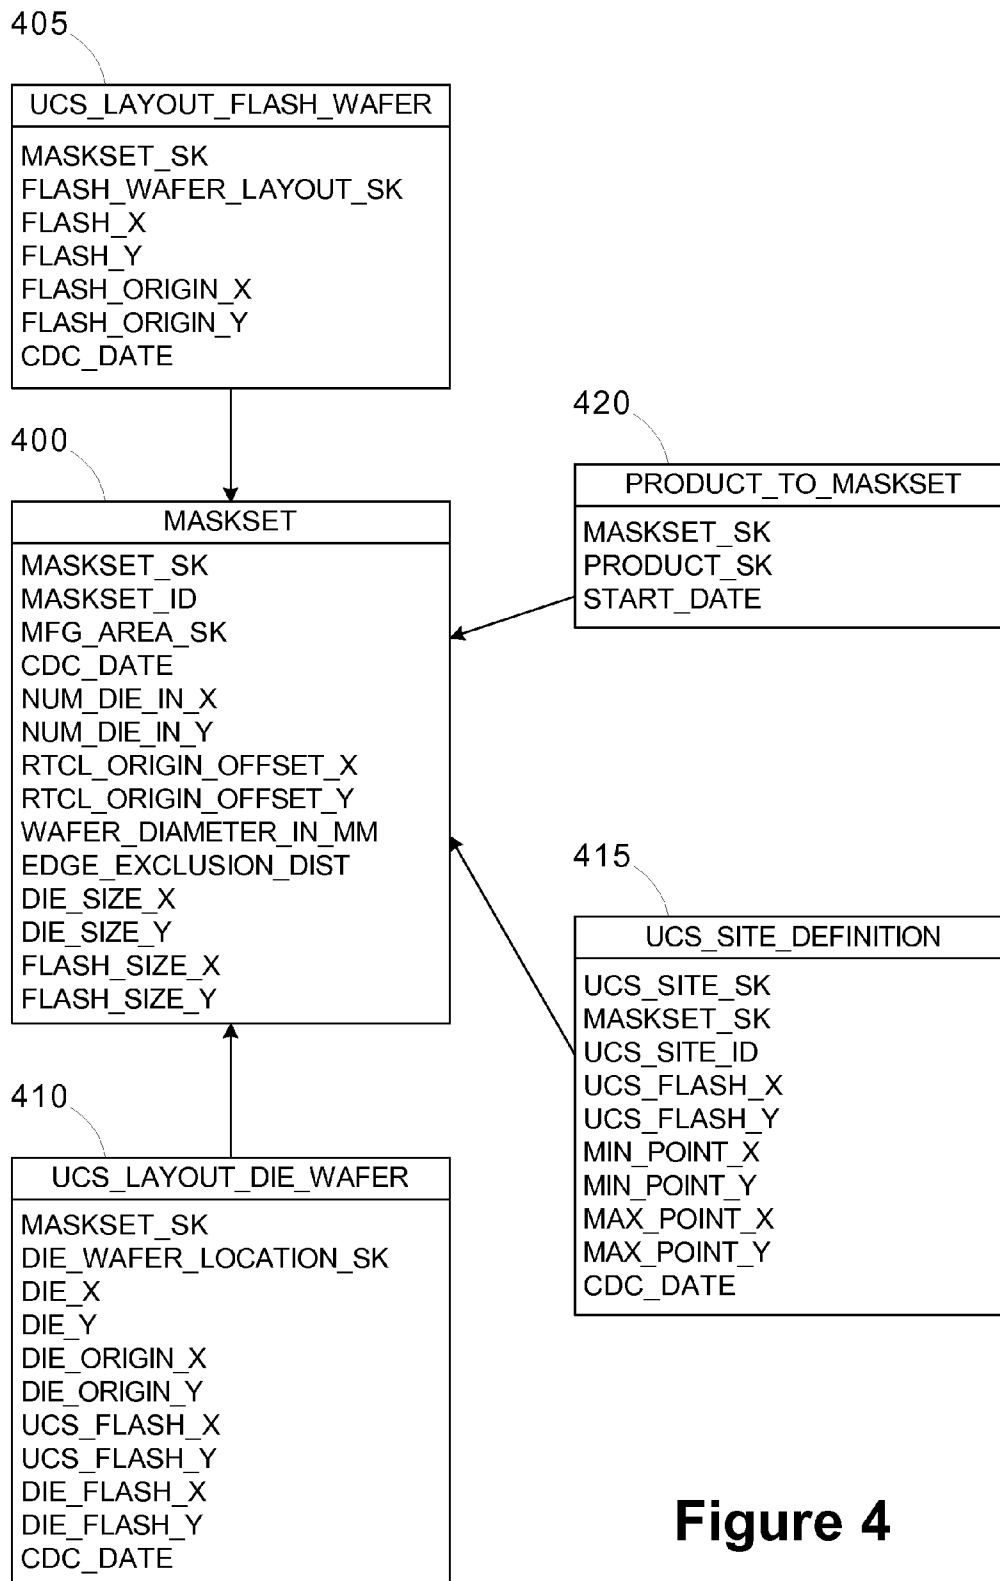 405
UCS_LAYOUT_FLASH_WAFER
MASKSET_SK
FLASH_WAFER_LAYOUT_SK
FLASH_X
FLASH_Y
FLASH_ORIGIN_X
FLASH_ORIGIN_Y
CDC_DATE
400
MASKSET
MASKSET_SK
MASKSET_ID
MFG_AREA_SK
CDC_DATE
NUM_DIE_IN_X
NUM_DIE_IN_Y
RTCL_ORIGIN_OFFSET_X
RTCL_ORIGIN_OFFSET_Y
WAFER_DIAMETER_IN_MM
EDGE_EXCLUSION_DIST
DIE_SIZE_X
DIE_SIZE_Y
FLASH_SIZE_X
FLASH_SIZE_Y
410
UCS_LAYOUT_DIE_WAFER
MASKSET_SK
DIE_WAFER_LOCATION_SK
DIE_X
DIE_Y
DIE_ORIGIN_X
DIE_ORIGIN_Y
UCS_FLASH_X
UCS_FLASH_Y
DIE_FLASH_X
DIE_FLASH_Y
CDC_DATE
420
PRODUCT_TO_MASKSET
MASKSET_SK
PRODUCT_SK
START_DATE
415
UCS_SITE_DEFINITION
UCS_SITE_SK
MASKSET_SK
UCS_SITE_ID
UCS_FLASH_X
UCS_FLASH_Y
MIN_POINT_X
MIN_POINT_Y
MAX_POINT_X
MAX_POINT_Y
CDC_DATE
Figure 4